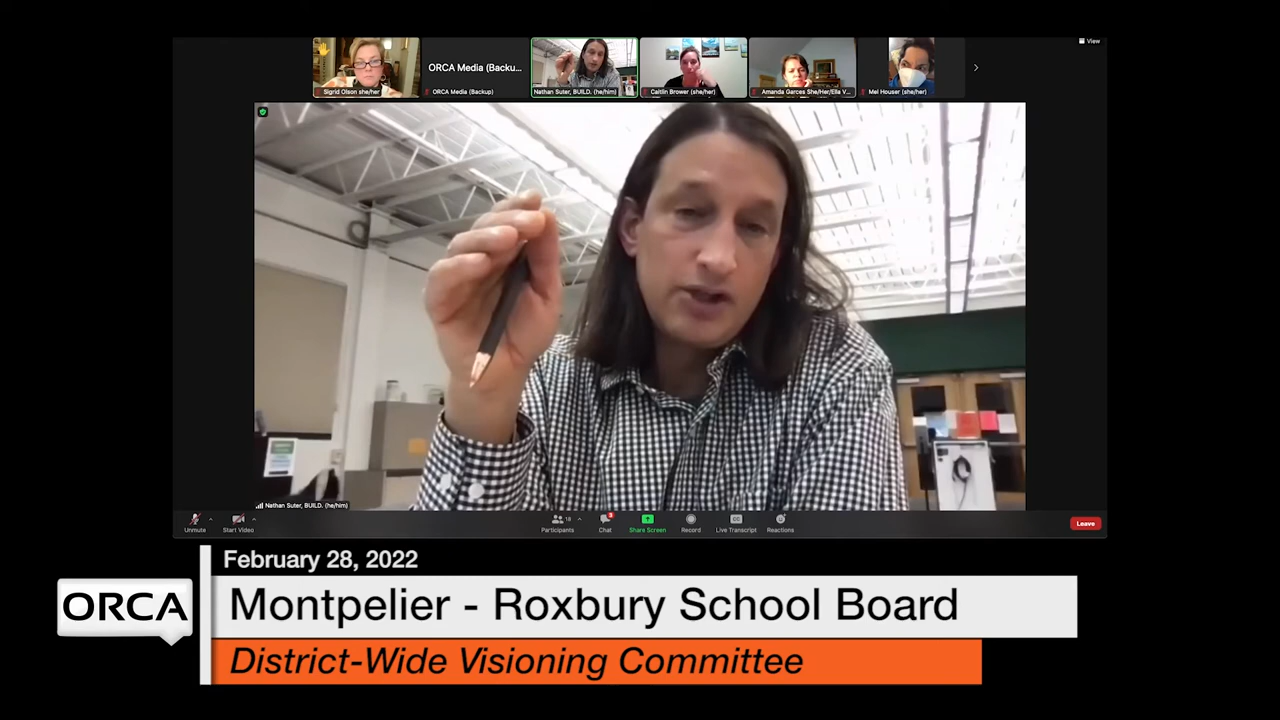 View
ORCA Media (Backu...
Sigrid Olson she/her
ORCA Media (Backup)
Nathan Suter, BUILD. (he/him)
Caitlin Brower (she/her)
Amanda Garces She/Her/Ella V...
Mel Houser (she/her)
Nathan Suter, BUILD. (he/him)
Unmute
Start Video
Participants
18
Chat
Share Screen
Record
CC
Live Transcript
Reactions
Leave
February 28, 2022
ORCA
Montpelier - Roxbury School Board
District-Wide Visioning Committee